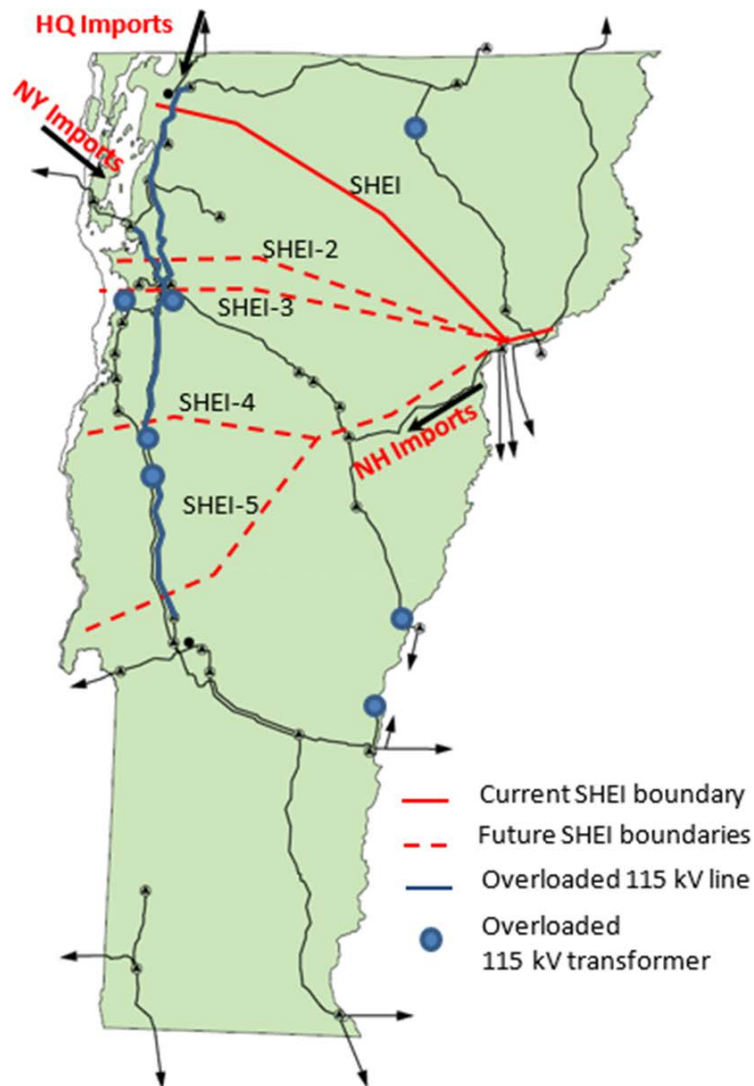 HQ Imports
NY Imports
SHEI
SHEI-2
SHEI-3
SHEI-4
NH Imports
SHEI-5
Current SHEI boundary
Future SHEI boundaries
Overloaded 115 kV line
Overloaded
115 kV transformer